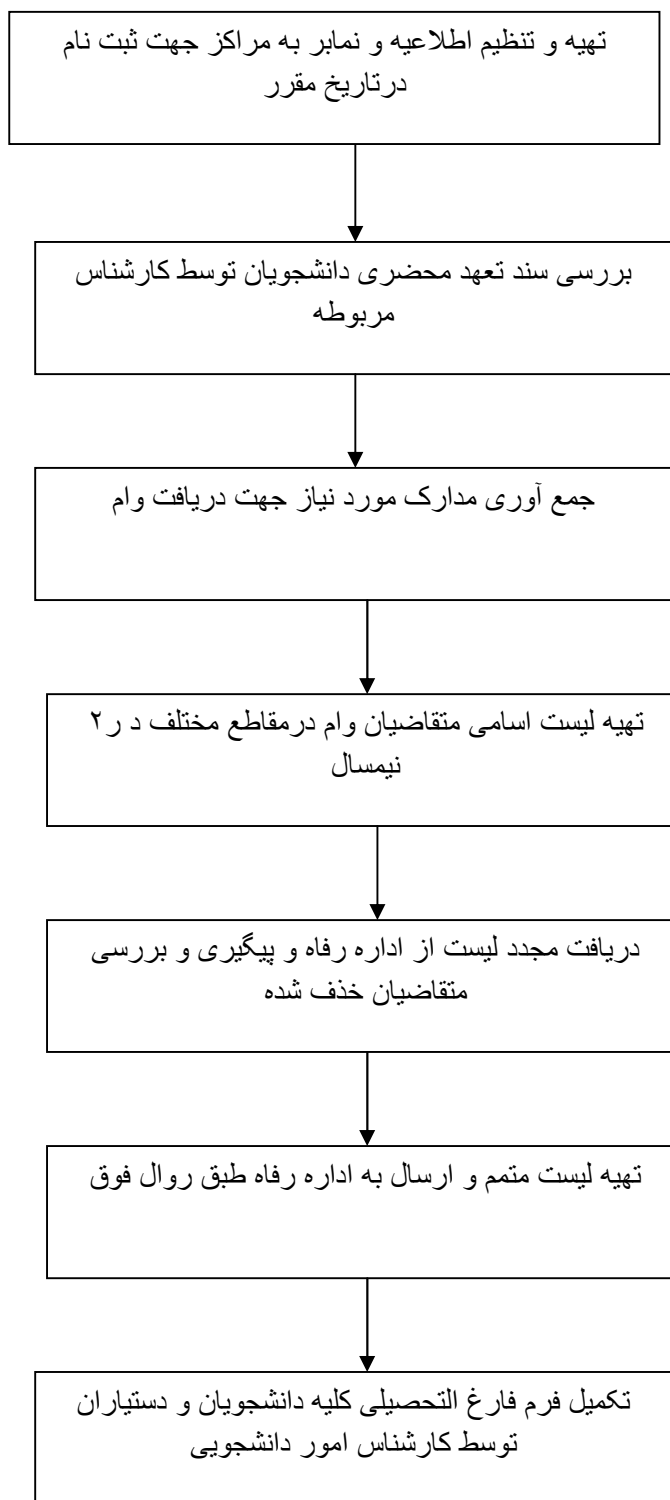 تهیه و تنظیم اطلاعیه و نمابر به مراکز جهت ثبت نام
درتاریخ مقرر
بررسی سند تعهد محضری دانشجویان توسط کارشناس
مربوطه
جمع آوری مدارک مورد نیاز جهت دریافت وام
تهیه لیست اسامی متقاضیان وام درمقاطع مختلف د ر۲
نیمسال
دریافت مجدد لیست از اداره رفاه و پیگیری و بررسی
متقاضیان خذف شده
تهیه لیست متمم و ارسال به اداره رفاه طبق روال فوق
تکمیل فرم فارغ التحصیلی کلیه دانشجویان و دستیاران
توسط کارشناس امور دانشجویی